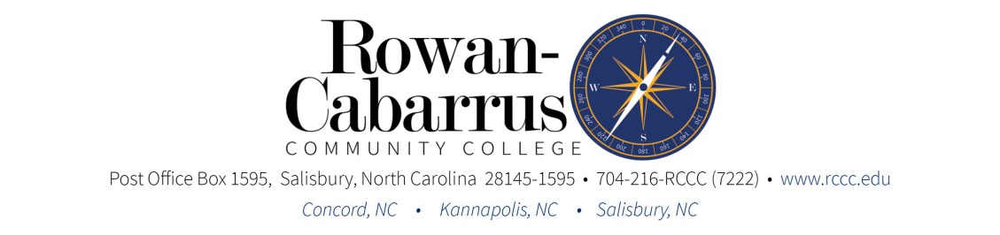 Rowan-
Cabarrus
COMMUNITY COLLEGE
N
W
E
S
0
20
40
60
80
100
120
140
160
180
200
220
240
260
280
300
320
340
Post Office Box 1595, Salisbury, North Carolina 28145-1595 • 704-216-RCCC (7222) • www.rccc.edu
Concord, NC • Kannapolis, NC • Salisbury, NC